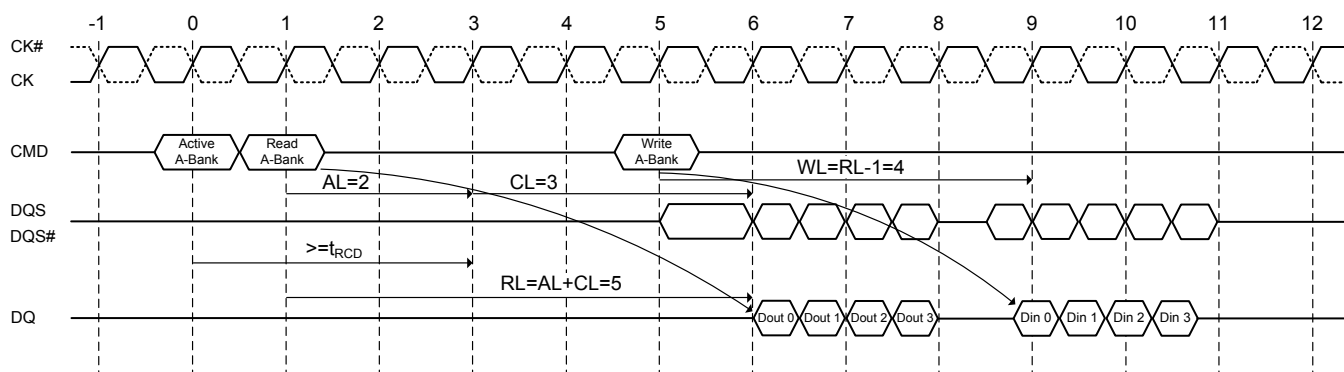 -1 0 1 2 3 4 5 6 7 8 9 10 11 12
CK#
CK
CMD
Active
A-Bank
Read
A-Bank
Write
A-Bank
WL=RL-1=4
AL=2
CL=3
DQS
DQS#
>=tRCD
RL=AL+CL=5
DQ
Dout 0 Dout 1 Dout 2 Dout 3 Din 0 Din 1 Din 2 Din 3